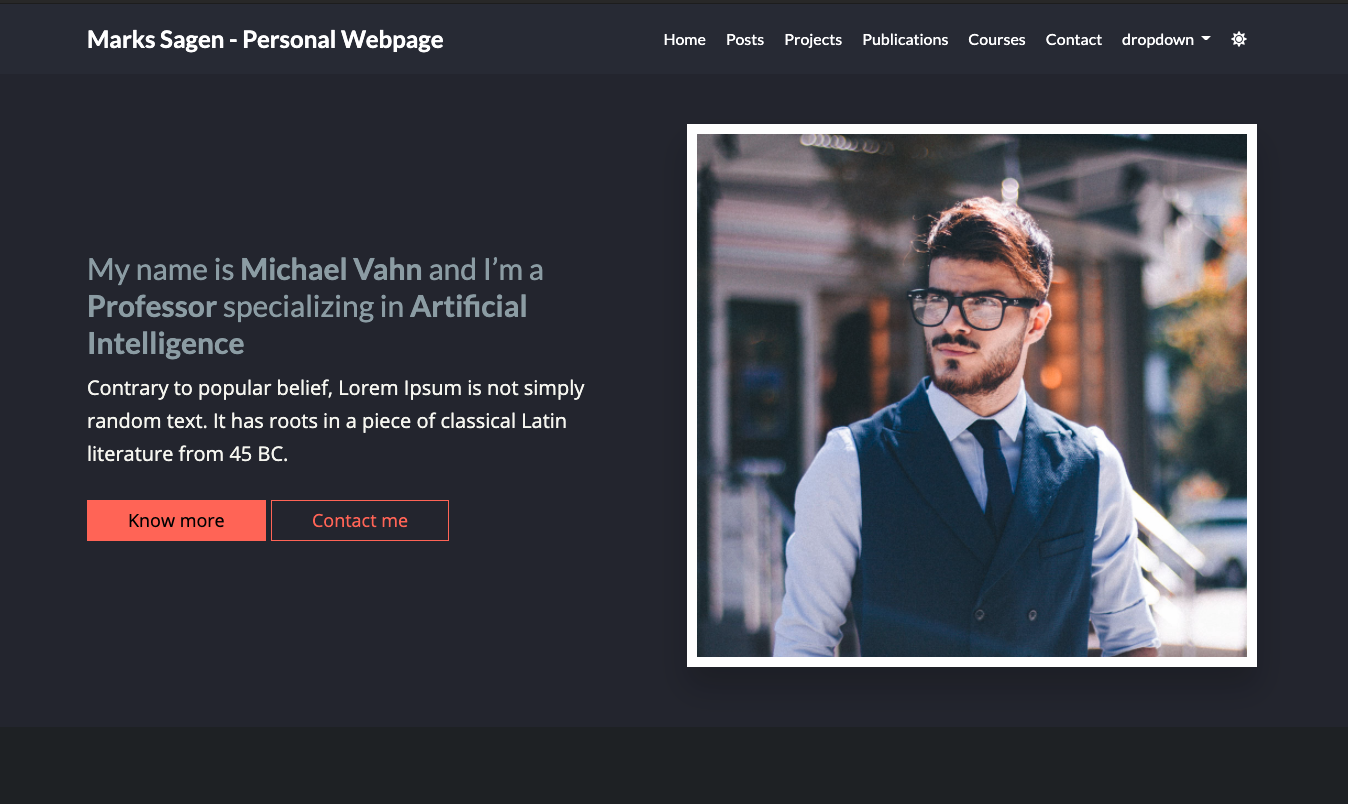 Marks Sagen - Personal Webpage
Home Posts Projects Publications Courses Contact dropdown
My name is Michael Vahn and I’m a
Professor specializing in Artificial
Intelligence
Contrary to popular belief, Lorem Ipsum is not simply
random text. It has roots in a piece of classical Latin
literature from 45 BC.
Know more Contact me